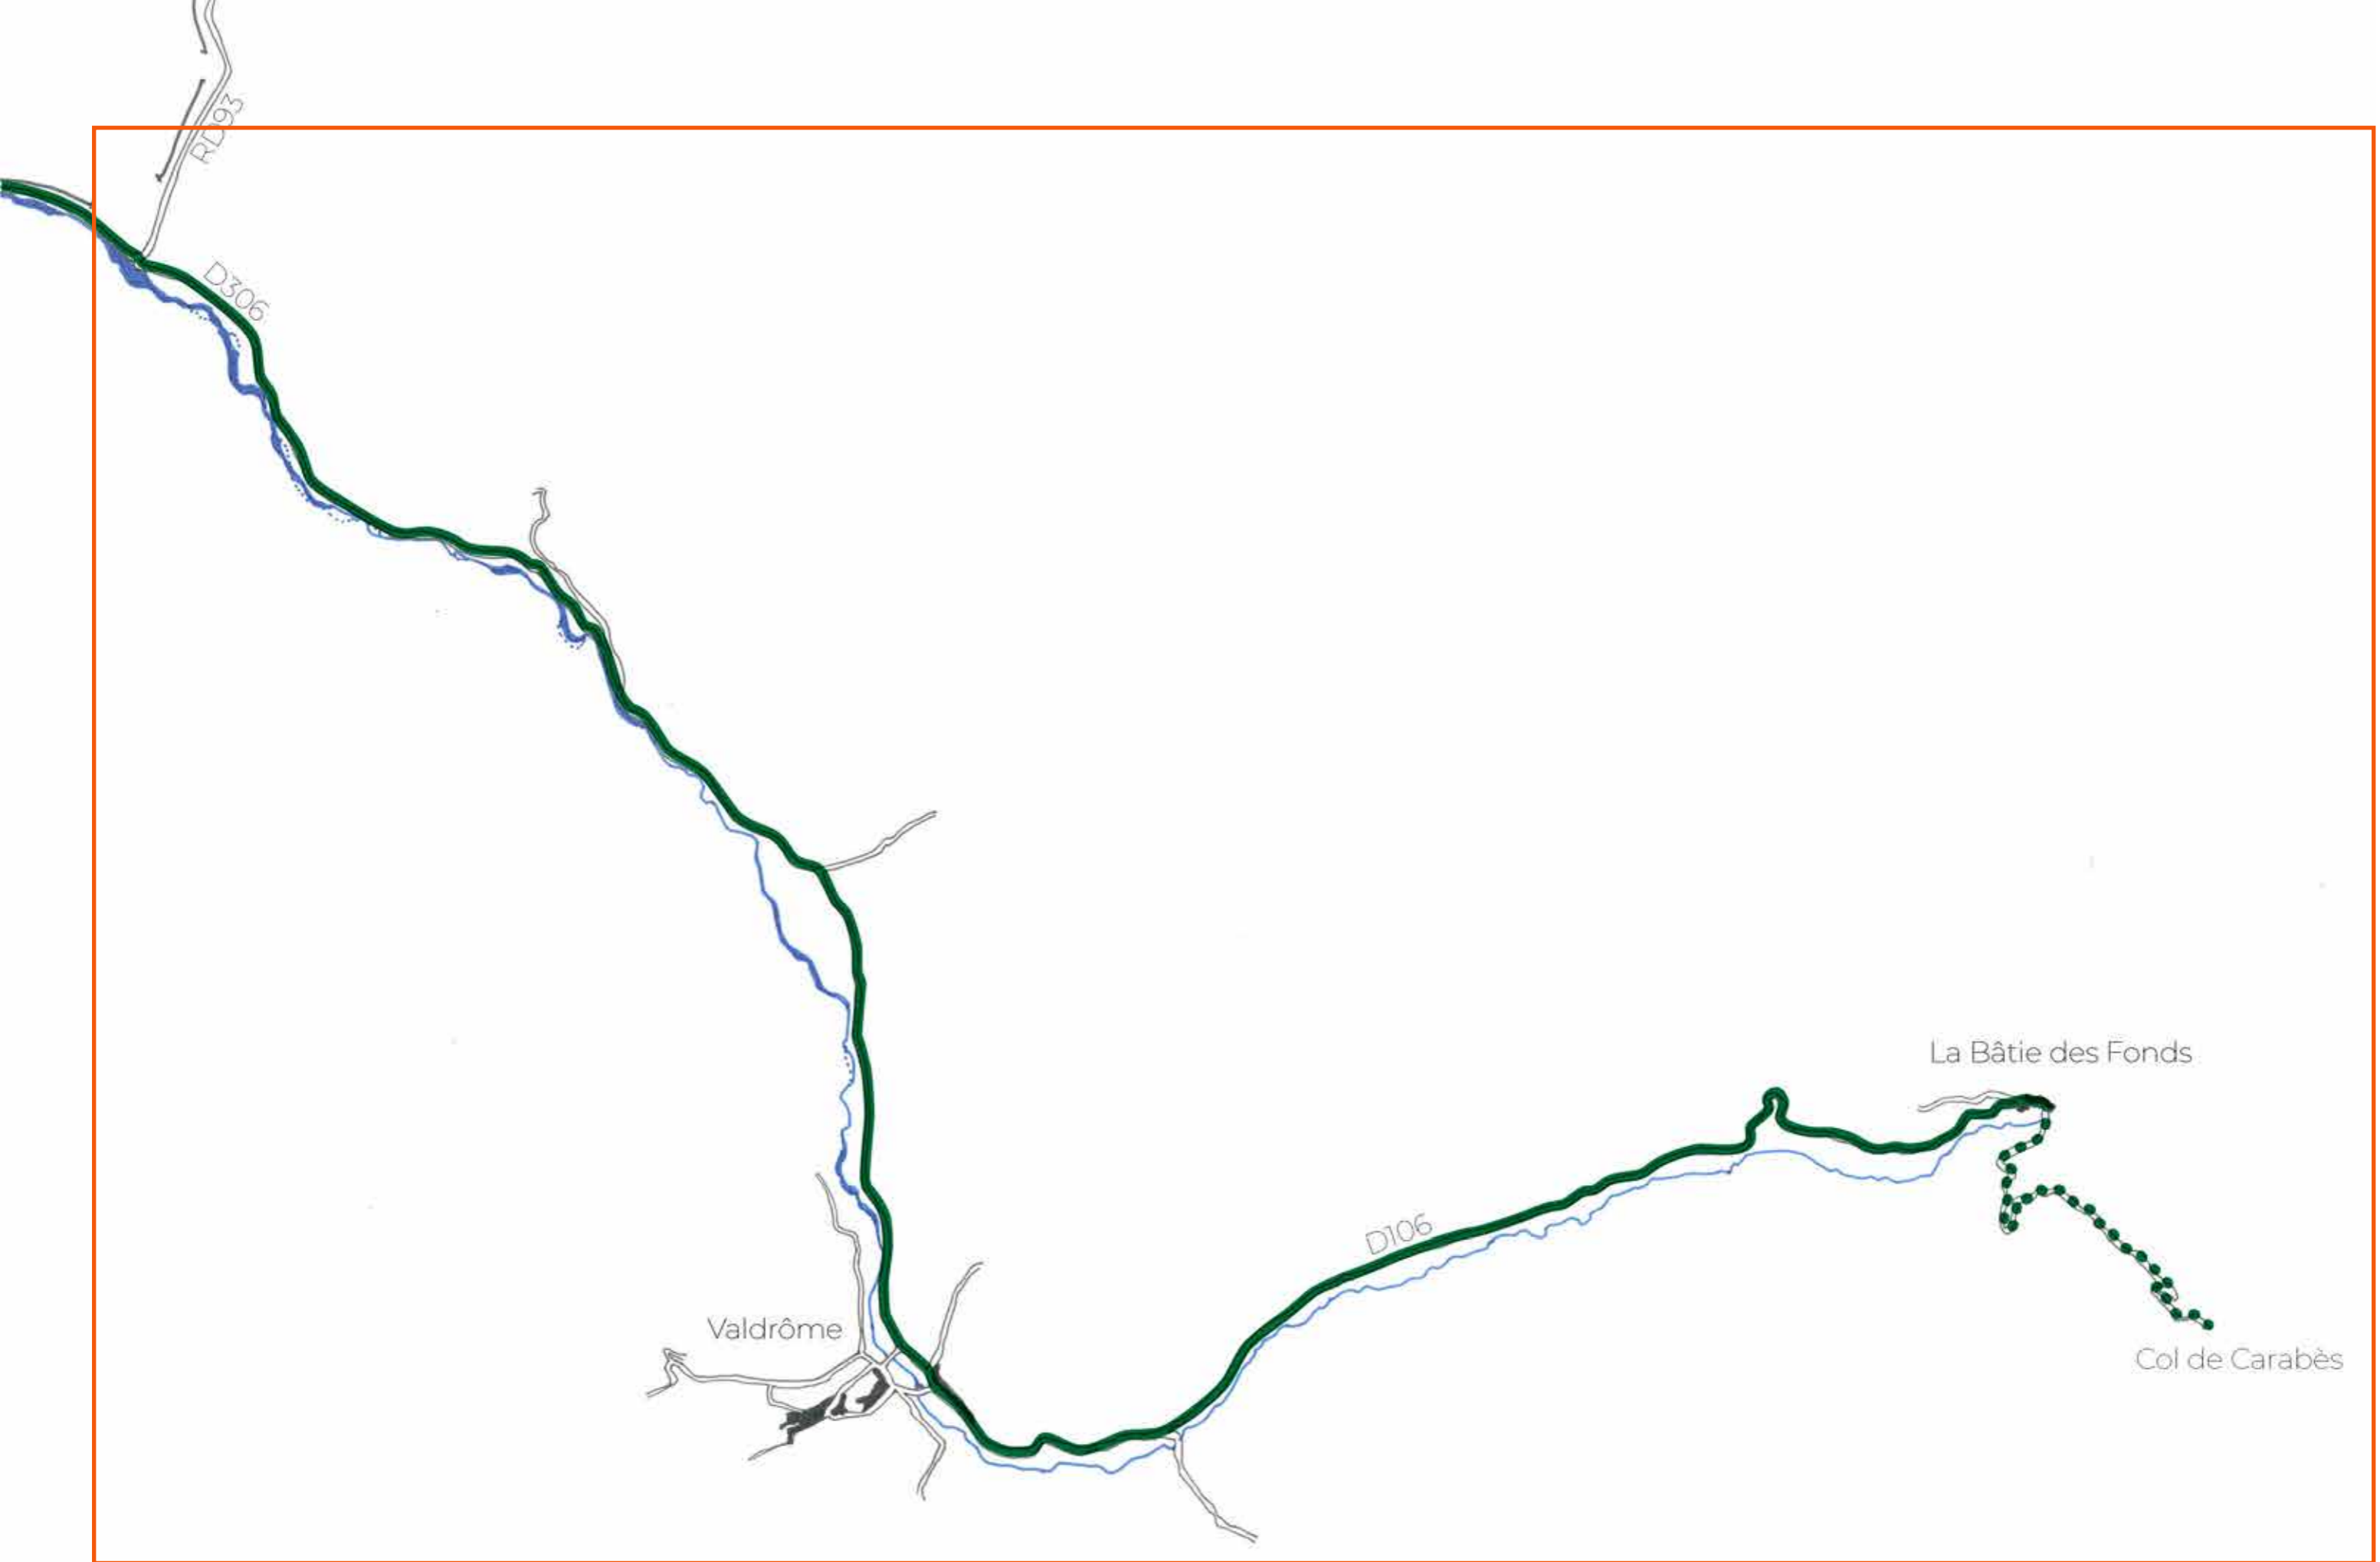 RD93
D306
La Bâtie des Fonds
D106
Valdrôme
Col de Carabès